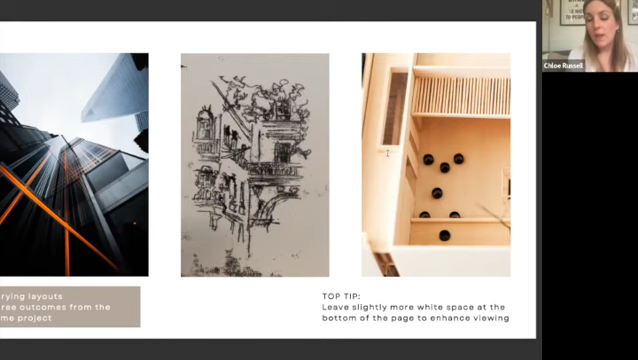 Chloe Russell
rying layouts
ree outcomes from the
me project
TOP TIP:
Leave slightly more white space at the
bottom of the page to enhance viewing